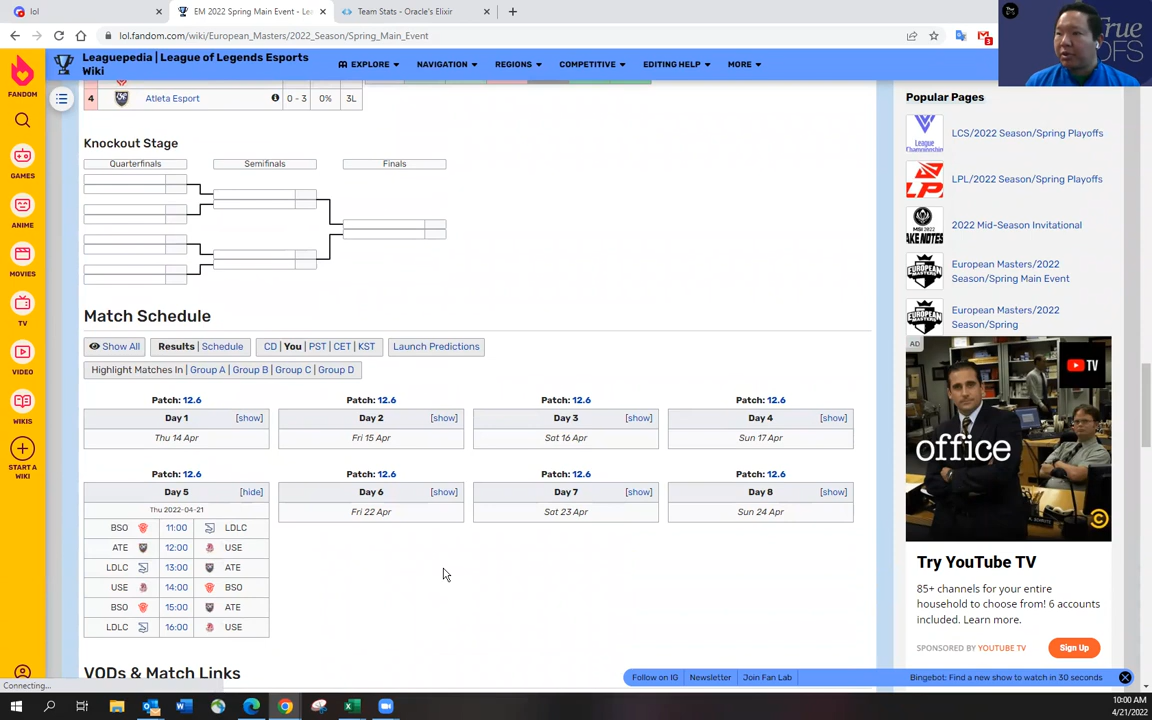 lol
EM 2022 Spring Main Event - Lea
Team Stats - Oracle's Elixir
lol.fandom.com/wiki/European_Masters/2022_Season/Spring_Main_Event
True
DFS
FANDOM
GAMES
ANIME
MOVIES
TV
VIDEO
WIKIS
START A
WIKI
Leaguepedia | League of Legends Esports
Wiki
EXPLORE NAVIGATION REGIONS COMPETITIVE EDITING HELP MORE
4 Atleta Esport 0 - 3 0% 3L
Knockout Stage
Quarterfinals Semifinals Finals
Match Schedule
Show All Results | Schedule CD | You | PST | CET | KST Launch Predictions
Highlight Matches In | Group A | Group B | Group C | Group D
Patch: 12.6 Patch: 12.6 Patch: 12.6 Patch: 12.6
Day 1 [show] Day 2 [show] Day 3 [show] Day 4 [show]
Thu 14 Apr Fri 15 Apr Sat 16 Apr Sun 17 Apr
Patch: 12.6 Patch: 12.6 Patch: 12.6 Patch: 12.6
Day 5 [hide] Day 6 [show] Day 7 [show] Day 8 [show]
Thu 2022-04-21 Fri 22 Apr Sat 23 Apr Sun 24 Apr
BSO 11:00 LDLC
ATE 12:00 USE
LDLC 13:00 ATE
USE 14:00 BSO
BSO 15:00 ATE
LDLC 16:00 USE
VODs & Match Links
Popular Pages
LCS/2022 Season/Spring Playoffs
LPL/2022 Season/Spring Playoffs
2022 Mid-Season Invitational
European Masters/2022
Season/Spring Main Event
European Masters/2022
Season/Spring
AD
YouTube TV
the
office
Try YouTube TV
85+ channels for your entire
household to choose from! 6 accounts
included. Learn more.
SPONSORED BY YOUTUBE TV Sign Up
Follow on IG Newsletter Join Fan Lab Bingebot: Find a new show to watch in 30 seconds
Connecting...
10:00 AM
4/21/2022